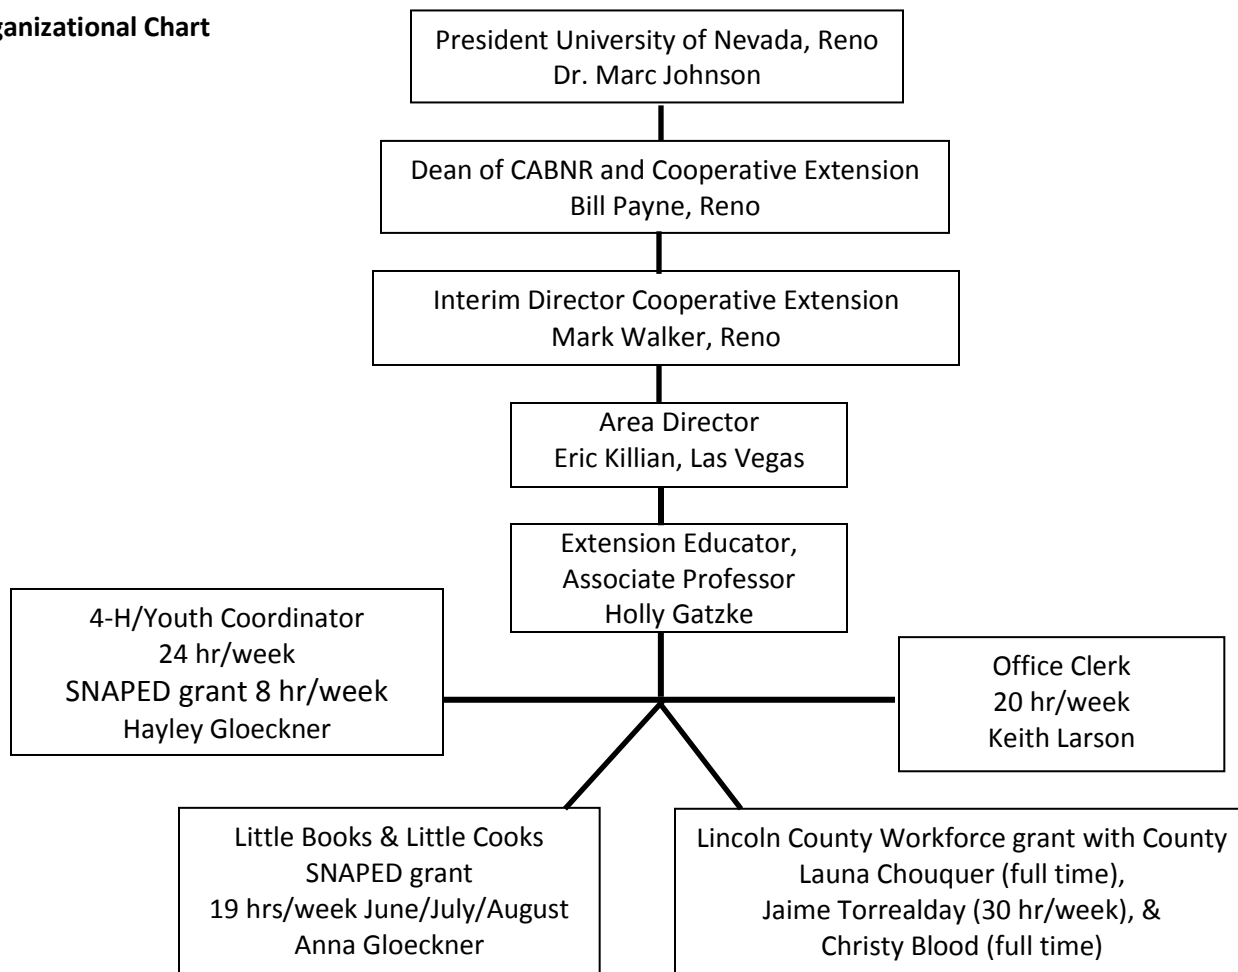 ganizational Chart
President University of Nevada, Reno
Dr. Marc Johnson
Dean of CABNR and Cooperative Extension
Bill Payne, Reno
Interim Director Cooperative Extension
Mark Walker, Reno
Area Director
Eric Killian, Las Vegas
Extension Educator,
Associate Professor
Holly Gatzke
4-H/Youth Coordinator
24 hr/week
SNAPED grant 8 hr/week
Hayley Gloeckner
Office Clerk
20 hr/week
Keith Larson
Little Books & Little Cooks
SNAPED grant
19 hrs/week June/July/August
Anna Gloeckner
Lincoln County Workforce grant with County
Launa Chouquer (full time),
Jaime Torrealday (30 hr/week), &
Christy Blood (full time)